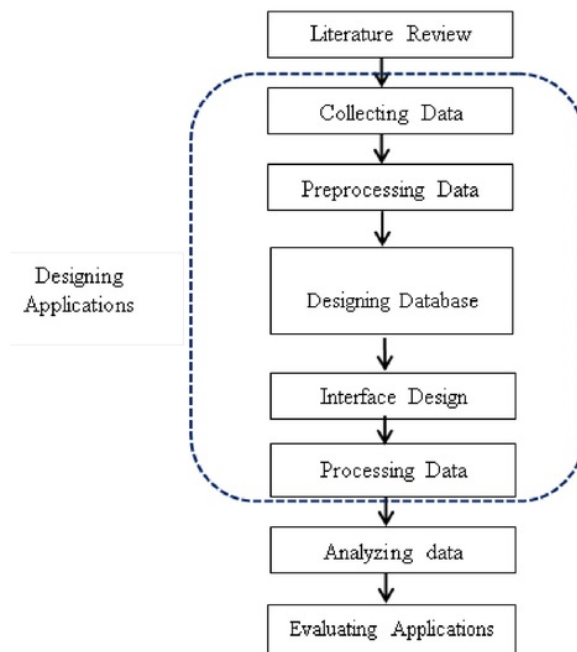 Literature Review
Collecting Data
Preprocessing Data
Designing
Applications
Designing Database
Interface Design
Processing Data
Analyzing data
Evaluating Applications